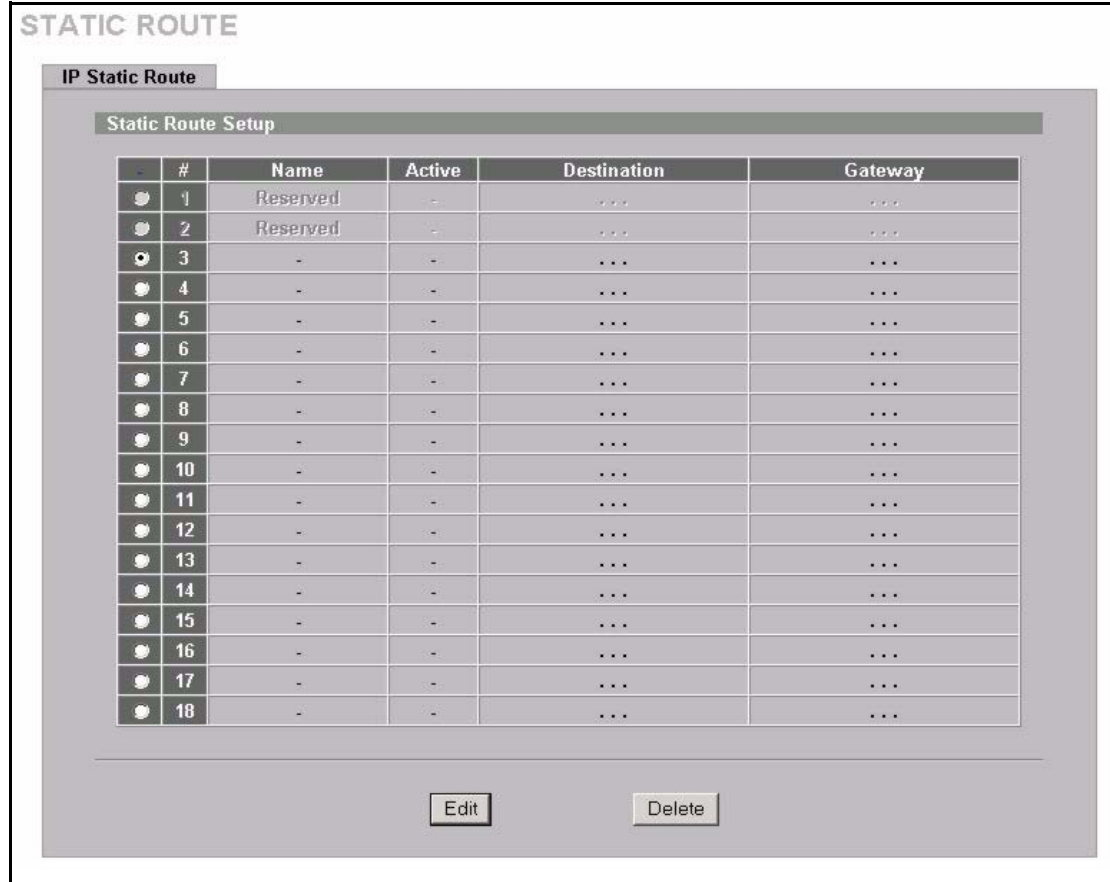 STATIC ROUTE
IP Static Route
Static Route Setup
- # Name Active Destination Gateway
1 Reserved - . . . . . .
2 Reserved - . . . . . .
3 - - . . . . . .
4 - - . . . . . .
5 - - . . . . . .
6 - - . . . . . .
7 - - . . . . . .
8 - - . . . . . .
9 - - . . . . . .
10 - - . . . . . .
11 - - . . . . . .
12 - - . . . . . .
13 - - . . . . . .
14 - - . . . . . .
15 - - . . . . . .
16 - - . . . . . .
17 - - . . . . . .
18 - - . . . . . .
Edit Delete